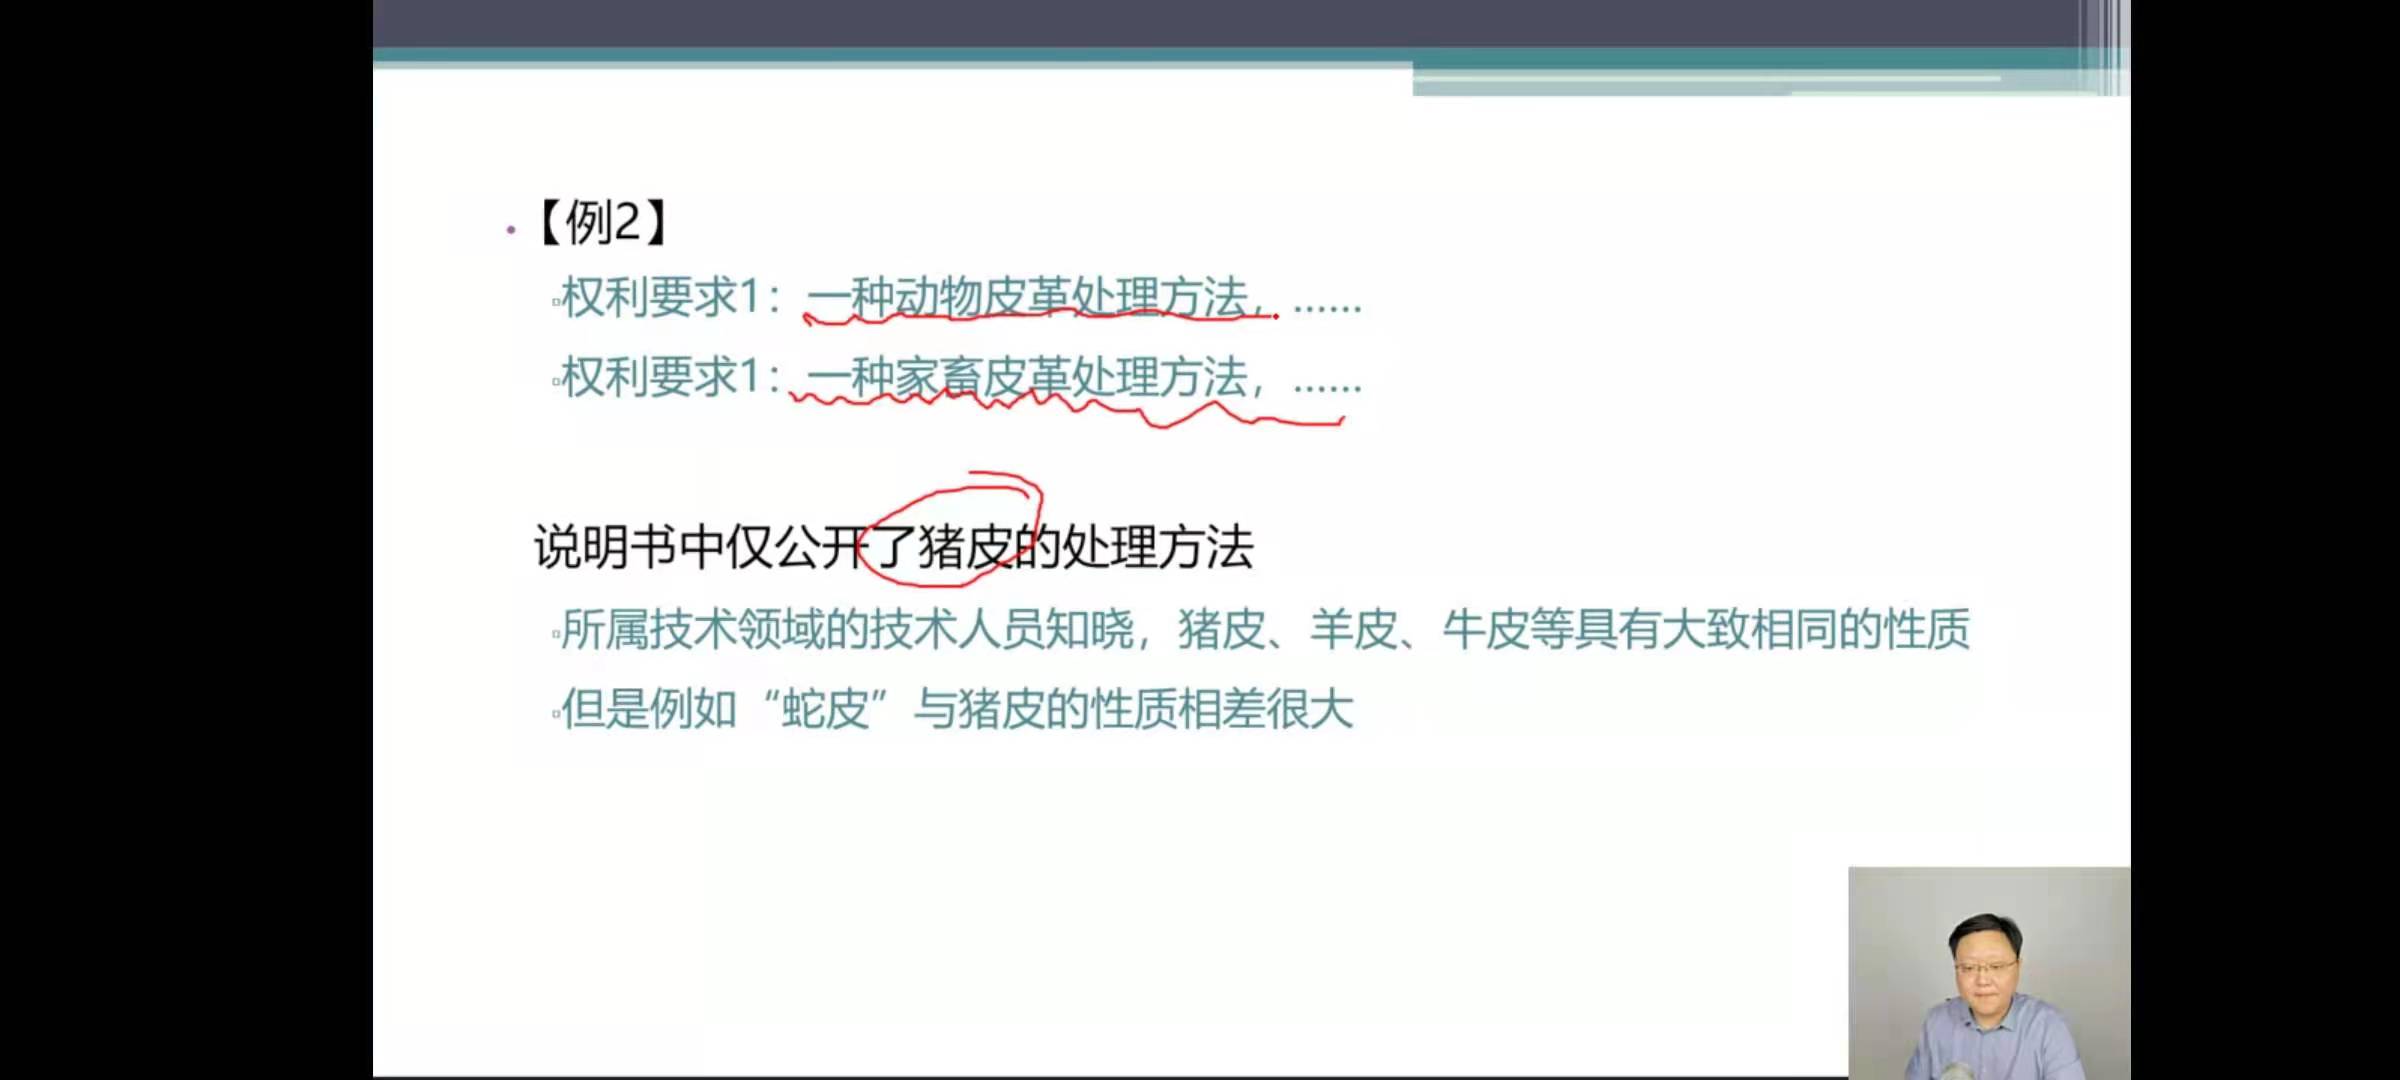 【例2】
权利要求1：一种动物皮革处理方法，……
权利要求1：一种家畜皮革处理方法，……
说明书中仅公开了猪皮的处理方法
所属技术领域的技术人员知晓，猪皮、羊皮、牛皮等具有大致相同的性质
但是例如“蛇皮”与猪皮的性质相差很大